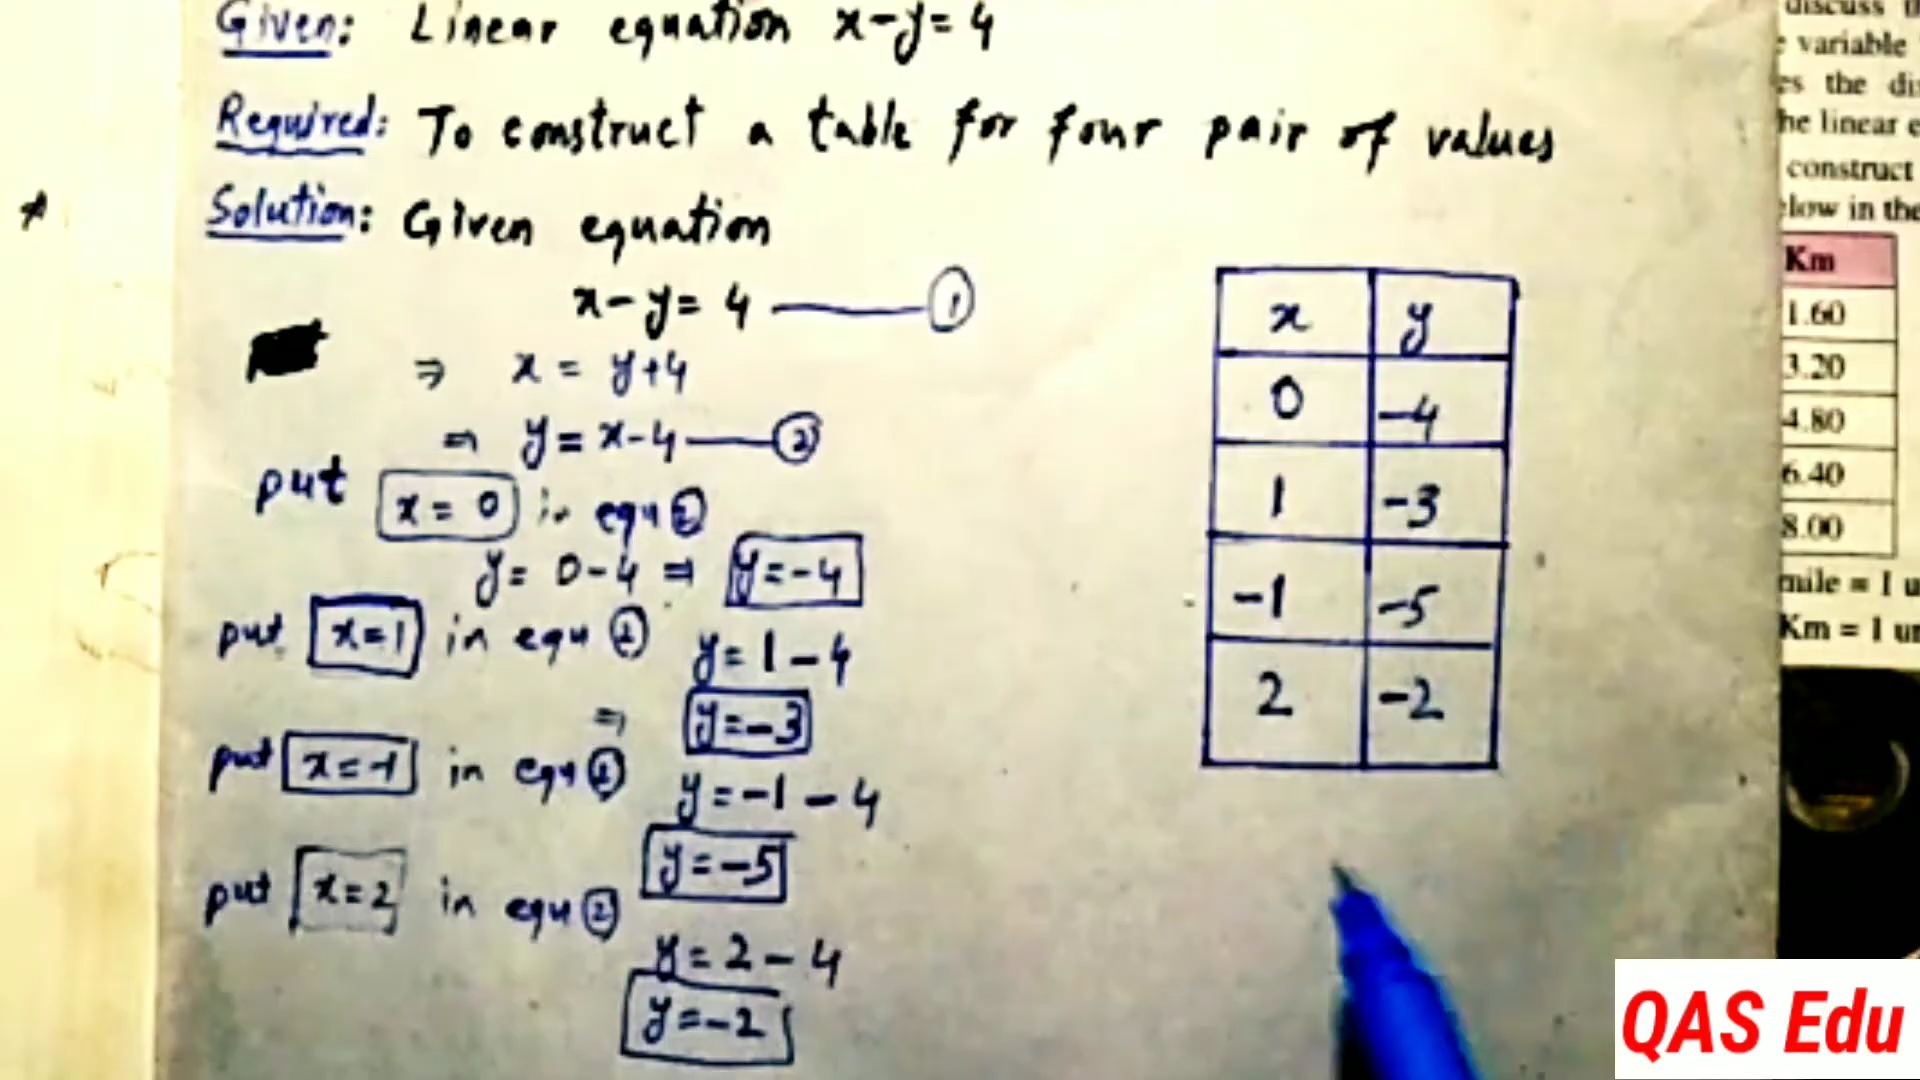 Given: Linear equation x-y=4
Required: To construct a table for four pair of values
Solution: Given equation
x-y=4 ①
⇒ x = y+4
⇒ y = x-4 ②
put x=0 in equ ②
y = 0-4 ⇒ y=-4
put x=1 in equ ②
y = 1-4
⇒ y=-3
put x=-1 in equ ②
y = -1-4
y=-5
put x=2 in equ ②
y = 2-4
y=-2
x y
0 -4
1 -3
-1 -5
2 -2
discuss
variable
the
linear
construct
in the
Km
1.60
3.20
4.80
6.40
8.00
mile = 1
Km = 1
QAS Edu